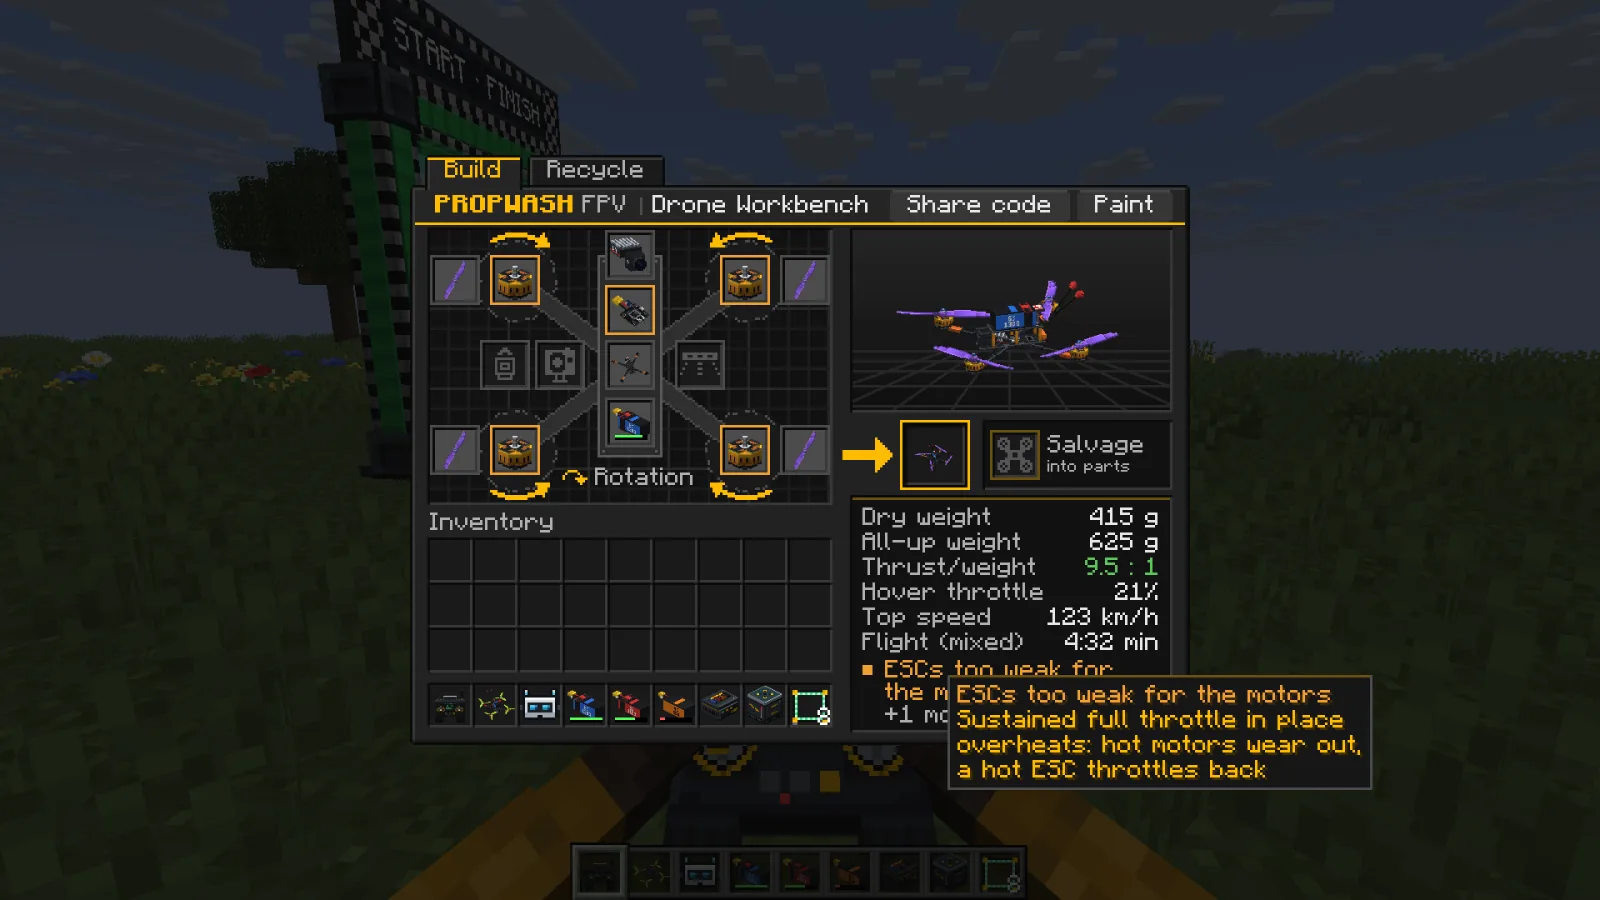 START · FINISH
Build
Recycle
PROPWASH FPV | Drone Workbench
Share code
Paint
Rotation
Salvage
into parts
Inventory
Dry weight 415 g
All-up weight 625 g
Thrust/weight 9.5 : 1
Hover throttle 21%
Top speed 123 km/h
Flight (mixed) 4:32 min
ESCs too weak for
the m
+1 mo
ESCs too weak for the motors
Sustained full throttle in place
overheats: hot motors wear out,
a hot ESC throttles back
8
8